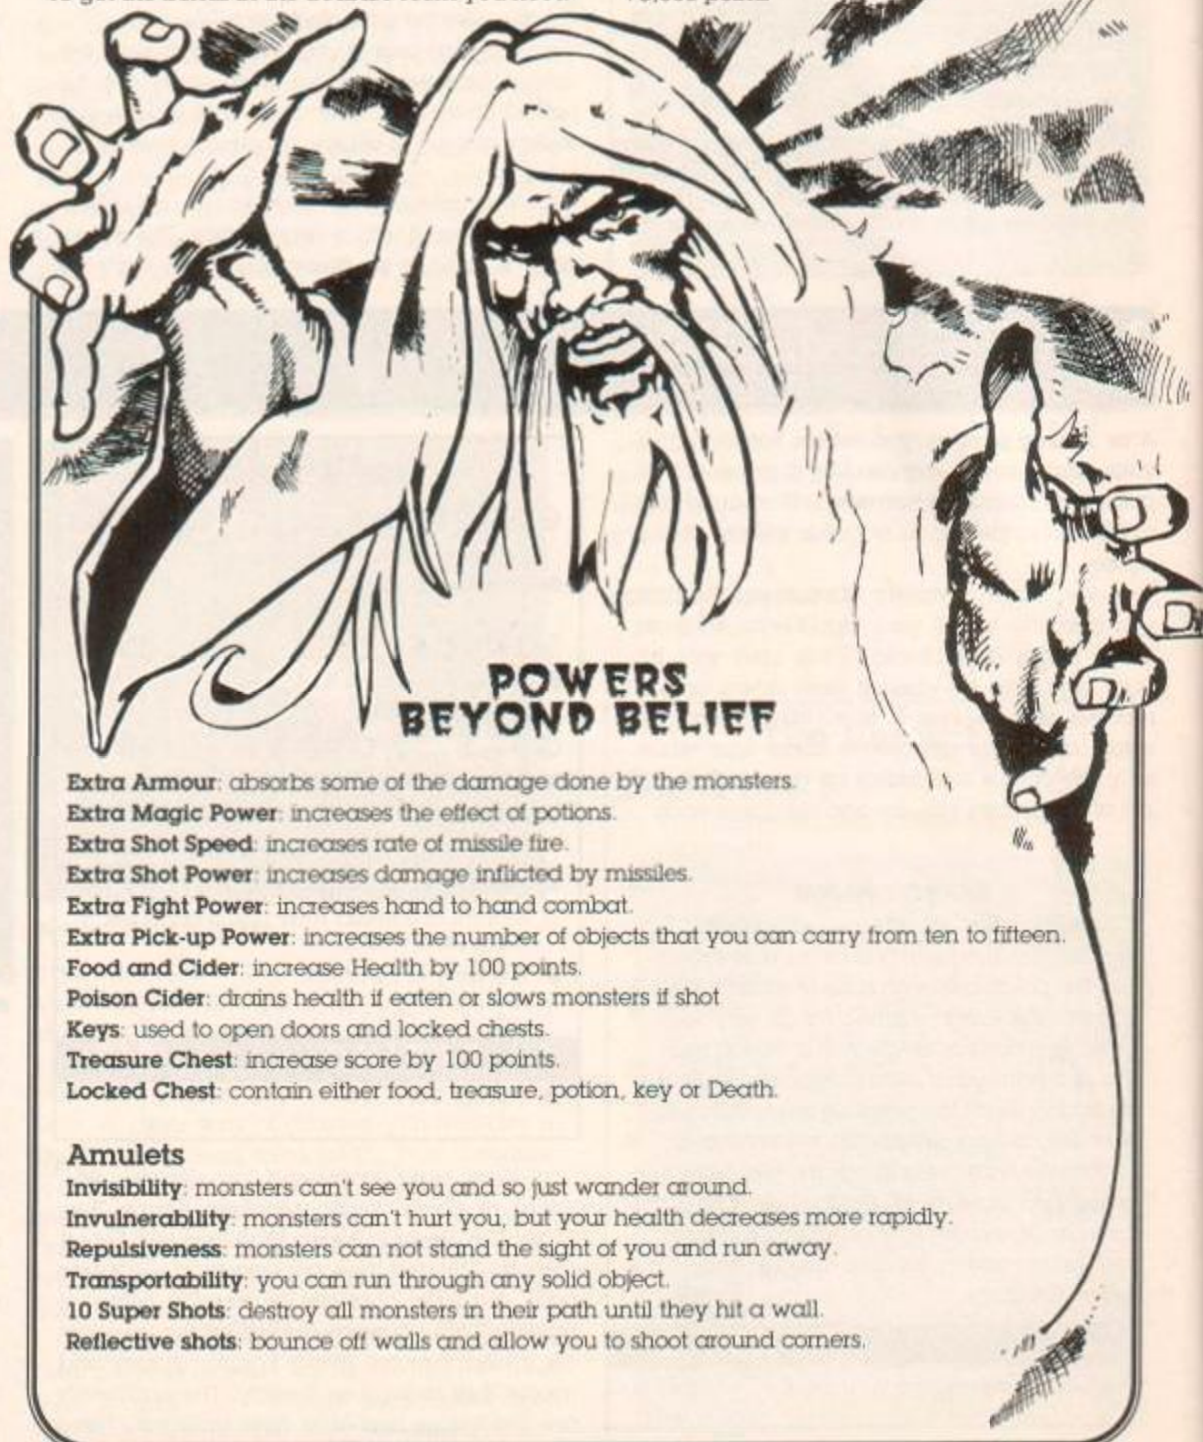 POWERS
BEYOND BELIEF
Extra Armour: absorbs some of the damage done by the monsters.
Extra Magic Power: increases the effect of potions.
Extra Shot Speed: increases rate of missile fire.
Extra Shot Power: increases damage inflicted by missiles.
Extra Fight Power: increases hand to hand combat.
Extra Pick-up Power: increases the number of objects that you can carry from ten to fifteen.
Food and Cider: increase Health by 100 points.
Poison Cider: drains health if eaten or slows monsters if shot
Keys: used to open doors and locked chests.
Treasure Chest: increase score by 100 points.
Locked Chest: contain either food, treasure, potion, key or Death.
Amulets
Invisibility: monsters can't see you and so just wander around.
Invulnerability: monsters can't hurt you, but your health decreases more rapidly.
Repulsiveness: monsters can not stand the sight of you and run away.
Transportability: you can run through any solid object.
10 Super Shots: destroy all monsters in their path until they hit a wall.
Reflective shots: bounce off walls and allow you to shoot around corners.